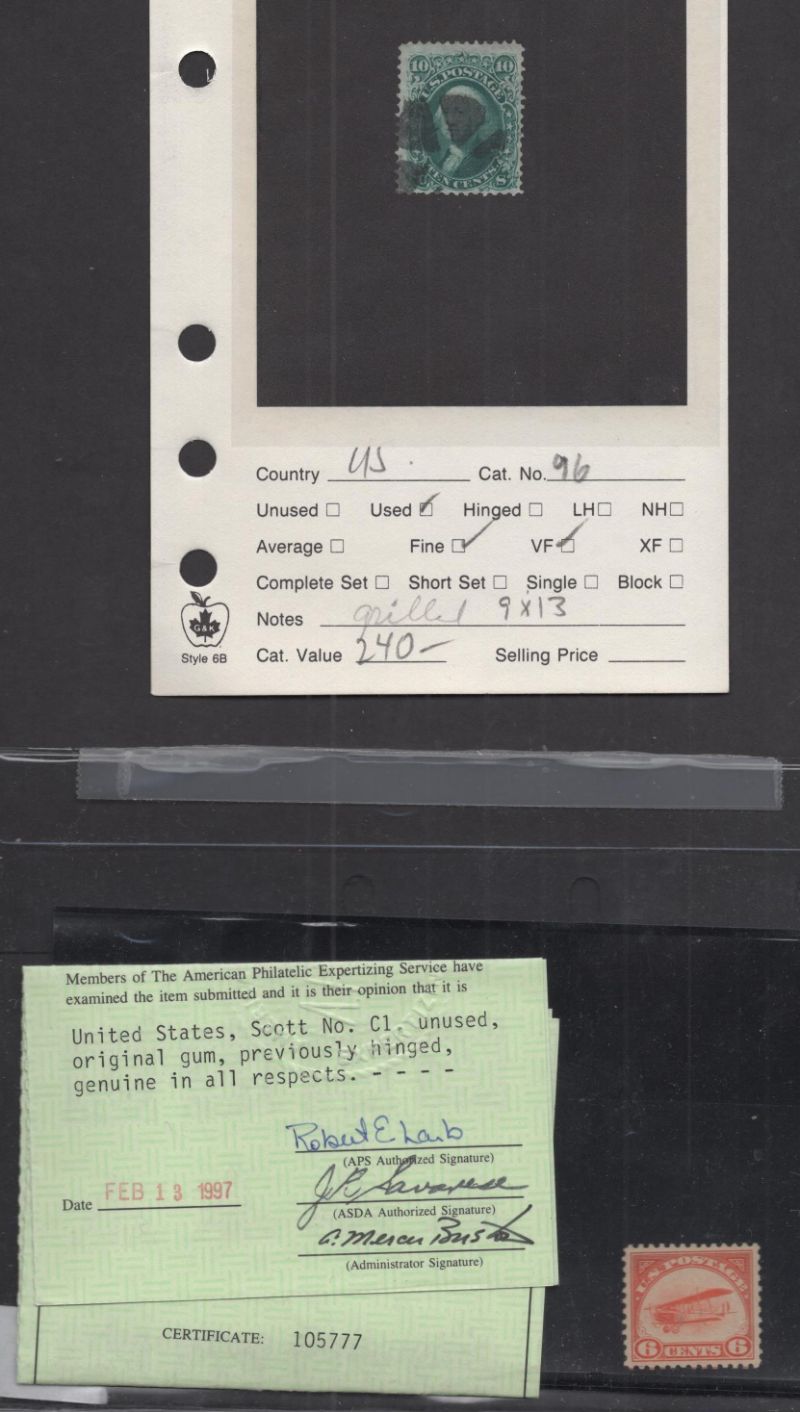 10 10
U.S. POSTAGE
TEN CENTS
Country US. Cat. No. 96
Unused □ Used ☑ Hinged □ LH□ NH□
Average □ Fine ☑ VF ☑ XF □
Complete Set □ Short Set □ Single □ Block □
G&K
Notes grilled 9x13
Style 6B
Cat. Value 240- Selling Price
Members of The American Philatelic Expertizing Service have
examined the item submitted and it is their opinion that it is
United States, Scott No. C1. unused,
original gum, previously hinged,
genuine in all respects. - - - -
(APS Authorized Signature)
Date FEB 13 1997
(ASDA Authorized Signature)
(Administrator Signature)
CERTIFICATE: 105777
U.S. POSTAGE
6 CENTS 6